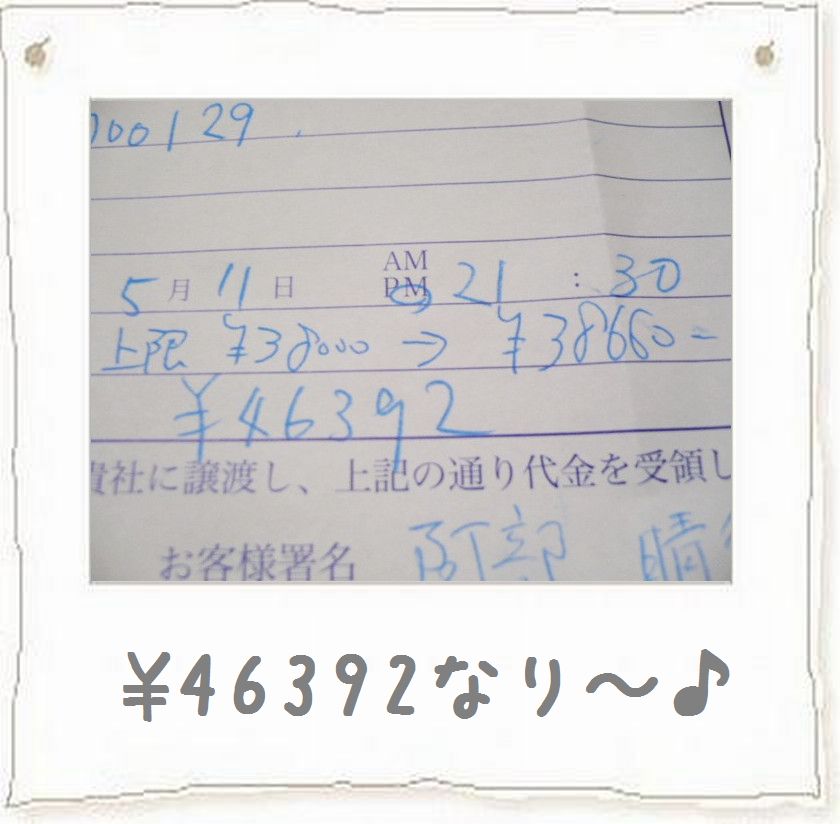 000129
5月11日 AM PM 21:30
上限 ¥38000 → ¥38660-
¥46392
貴社に譲渡し、上記の通り代金を受領し
お客様署名 阿部 晴
¥46392なり～♪